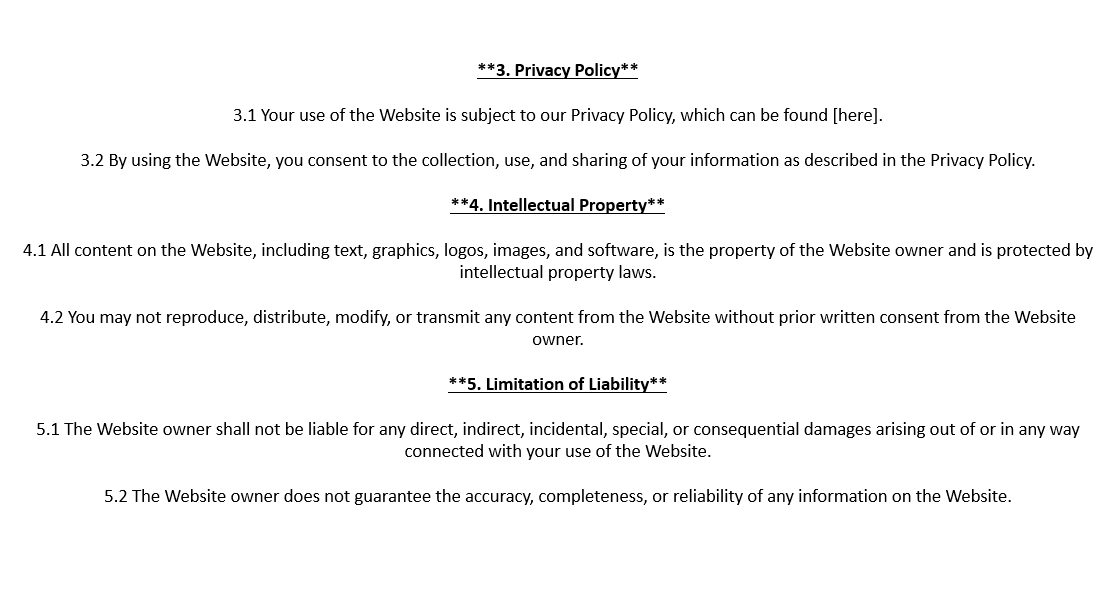 **3. Privacy Policy**
3.1 Your use of the Website is subject to our Privacy Policy, which can be found [here].
3.2 By using the Website, you consent to the collection, use, and sharing of your information as described in the Privacy Policy.
**4. Intellectual Property**
4.1 All content on the Website, including text, graphics, logos, images, and software, is the property of the Website owner and is protected by
intellectual property laws.
4.2 You may not reproduce, distribute, modify, or transmit any content from the Website without prior written consent from the Website
owner.
**5. Limitation of Liability**
5.1 The Website owner shall not be liable for any direct, indirect, incidental, special, or consequential damages arising out of or in any way
connected with your use of the Website.
5.2 The Website owner does not guarantee the accuracy, completeness, or reliability of any information on the Website.